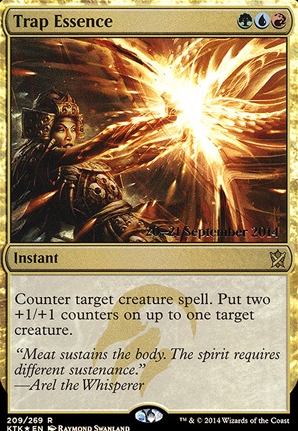 Trap Essence
20–21 September 2014
Instant
Counter target creature spell. Put two
+1/+1 counters on up to one target
creature.
“Meat sustains the body. The spirit requires
different sustenance.”
—Arel the Whisperer
209/269 R
KTK • EN RAYMOND SWANLAND
™ & © 2014 Wizards of the Coast